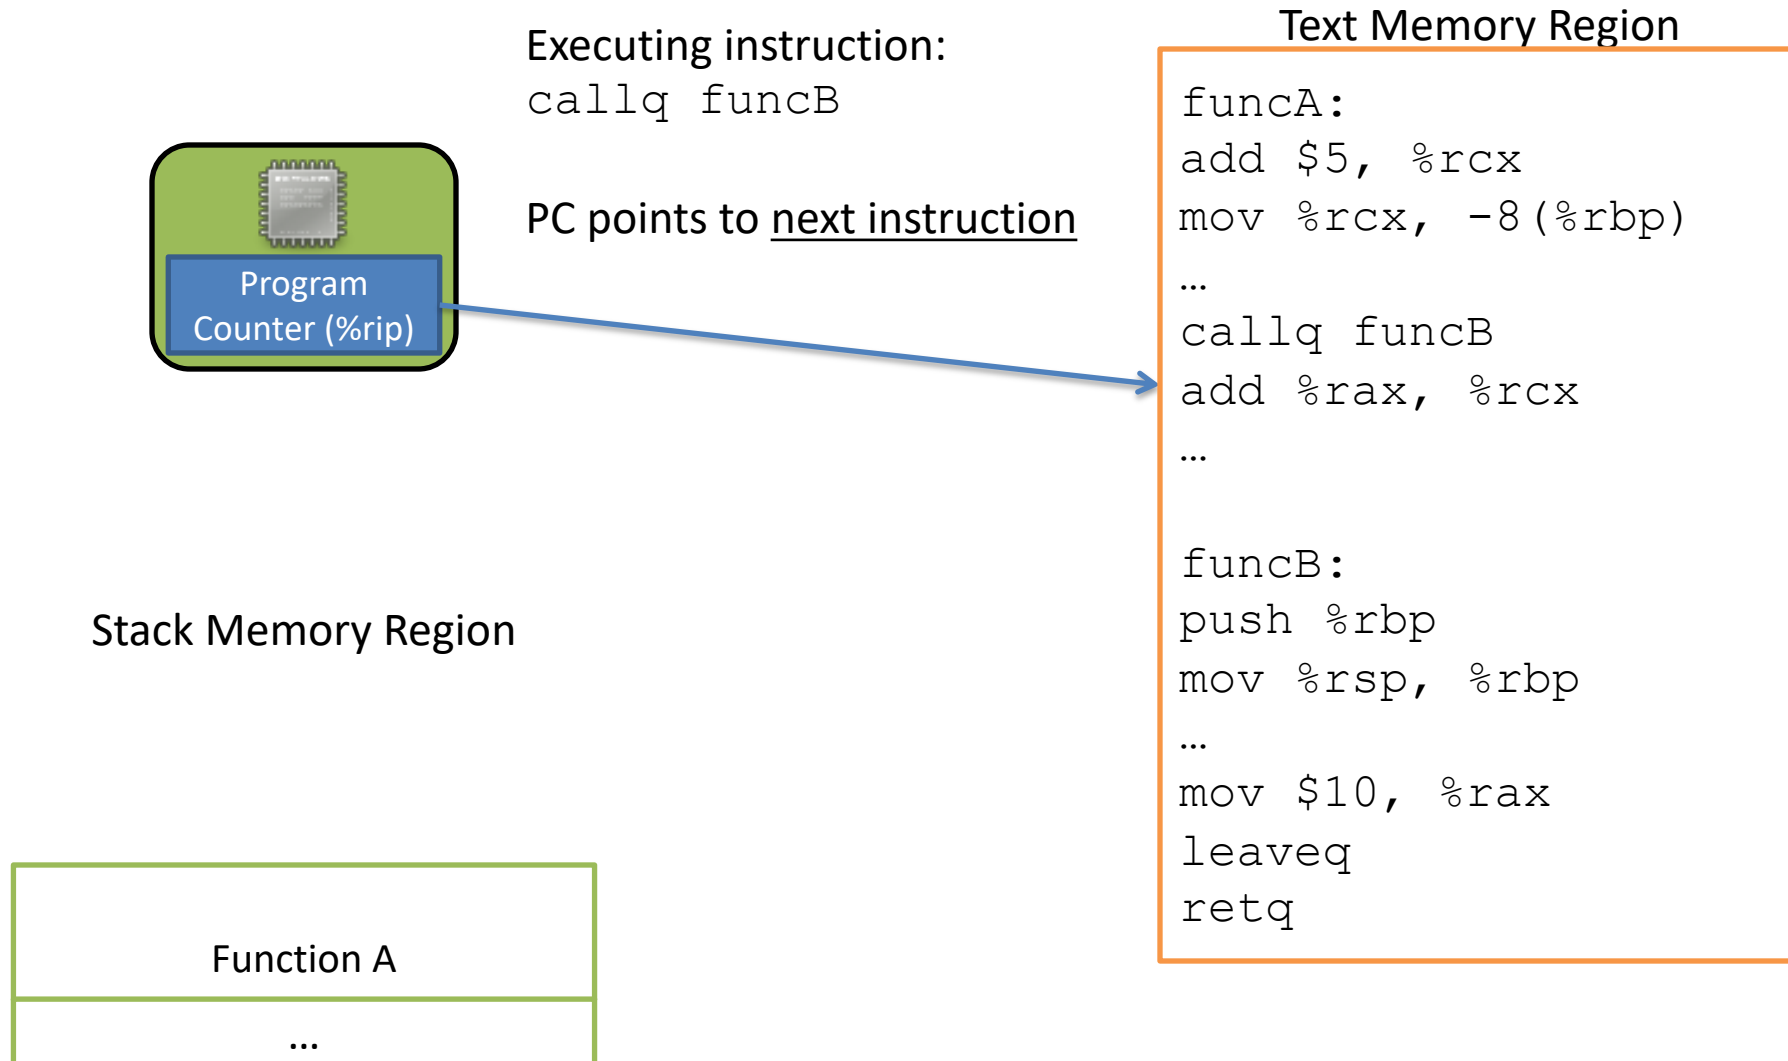 Executing instruction:
callq funcB
PC points to next instruction
Program
Counter (%rip)
Text Memory Region
funcA:
add $5, %rcx
mov %rcx, -8(%rbp)
…
callq funcB
add %rax, %rcx
…
funcB:
push %rbp
mov %rsp, %rbp
…
mov $10, %rax
leaveq
retq
Stack Memory Region
Function A
…